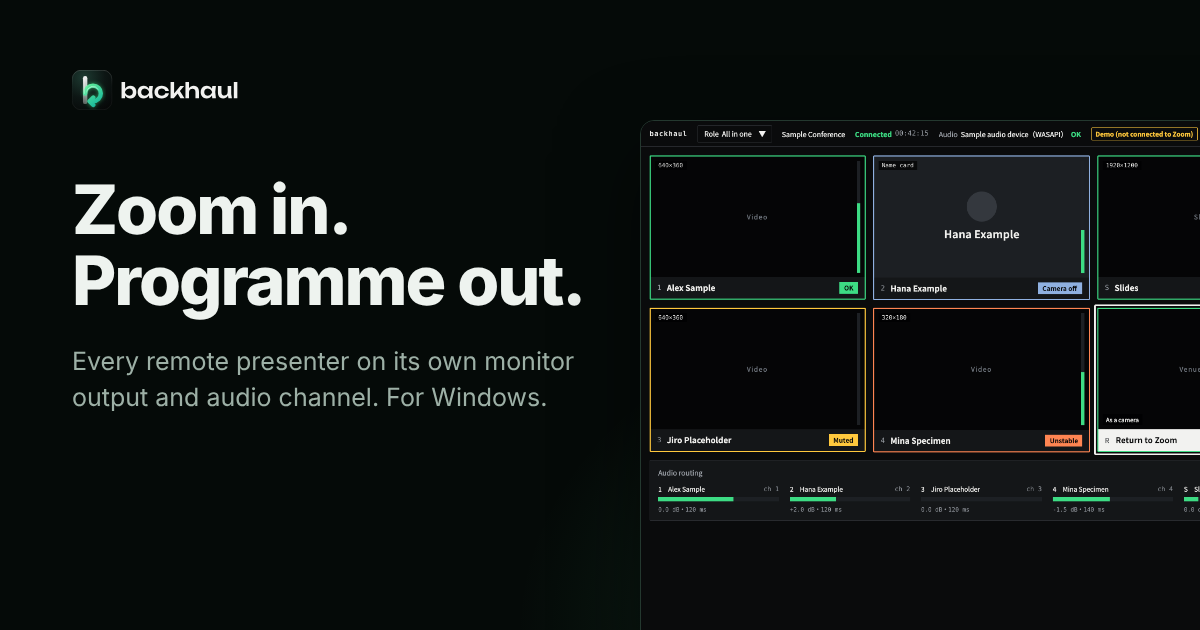 backhaul
Zoom in.
Programme out.
Every remote presenter on its own monitor
output and audio channel. For Windows.
backhaul Role All in one Sample Conference Connected 00:42:15 Audio Sample audio device (WASAPI) OK Demo (not connected to Zoom)
640×360
Video
1 Alex Sample OK
Name card
Hana Example
2 Hana Example Camera off
1920×1200
S Slides
640×360
Video
3 Jiro Placeholder Muted
320×180
Video
4 Mina Specimen Unstable
As a camera
R Return to Zoom
Audio routing
1 Alex Sample ch 1
0.0 dB•120 ms
2 Hana Example ch 2
+2.0 dB•120 ms
3 Jiro Placeholder ch 3
0.0 dB•120 ms
4 Mina Specimen ch 4
-1.5 dB•140 ms
S